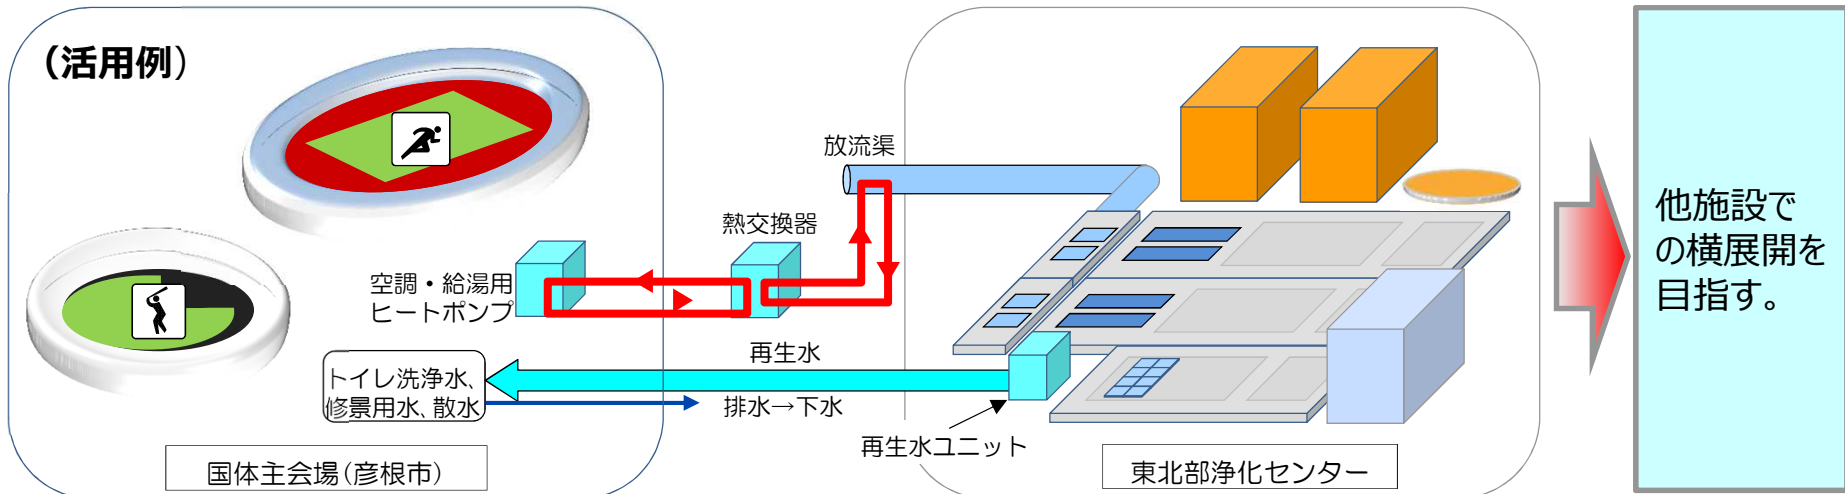 （活用例）
放流渠
熱交換器
空調・給湯用
ヒートポンプ
再生水
トイレ洗浄水、
修景用水、散水
排水→下水
再生水ユニット
国体主会場（彦根市）
東北部浄化センター
他施設で
の横展開を
目指す。